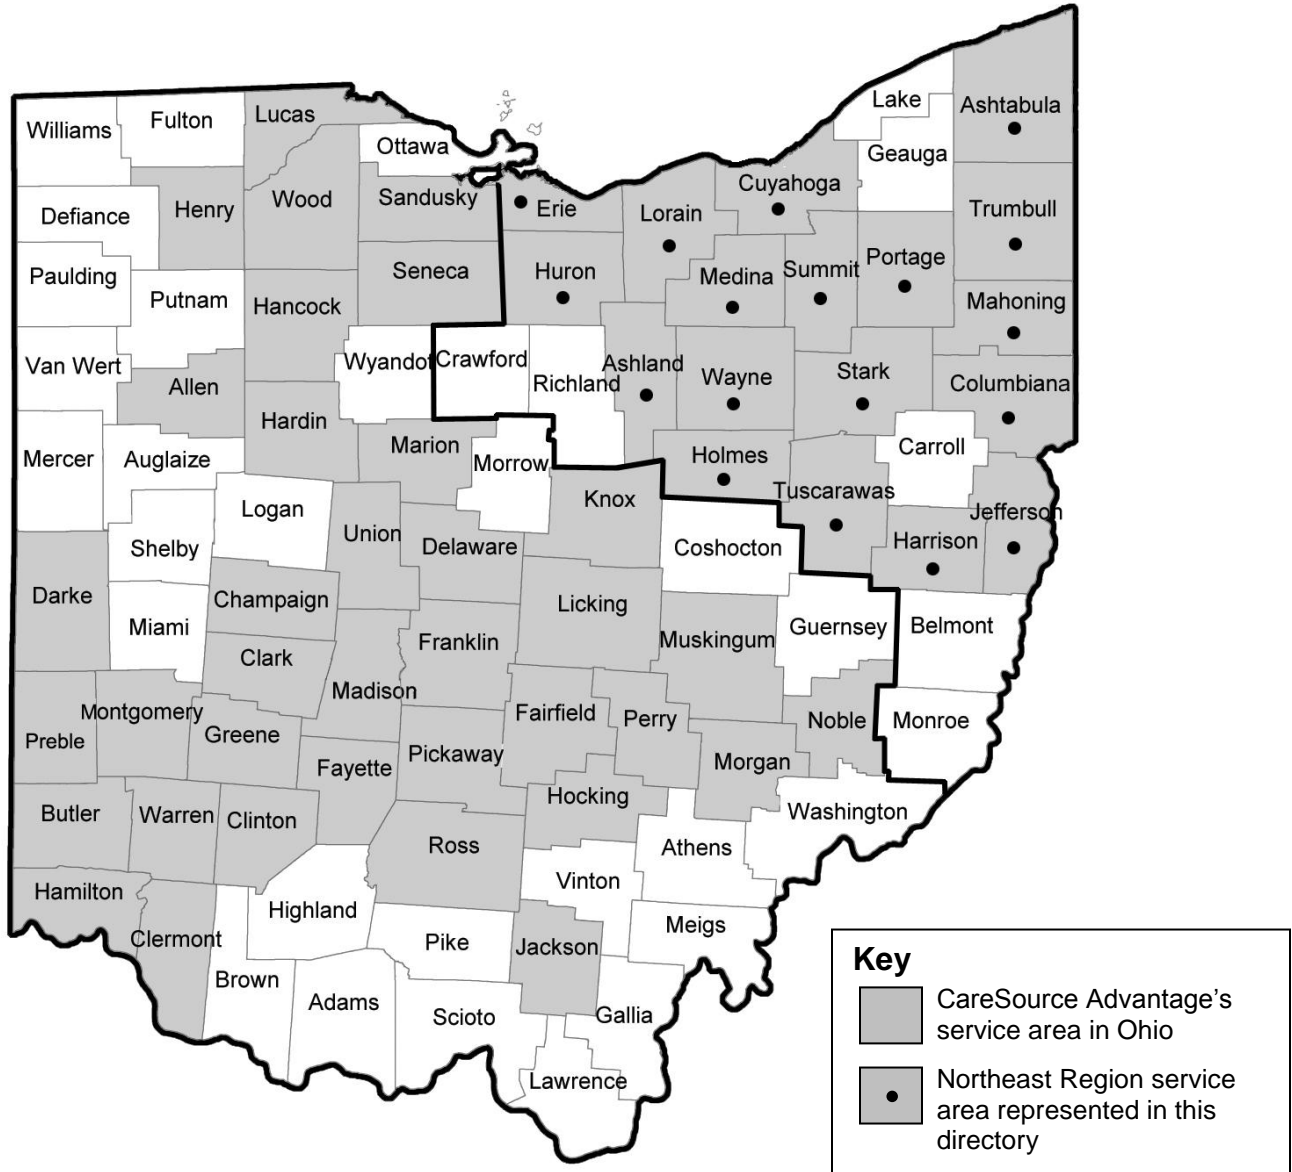 Lake
Ashtabula
Lucas
Fulton
Williams
Ottawa
Geauga
Cuyahoga
Wood
Sandusky
Henry
Erie
Lorain
Trumbull
Defiance
Portage
Summit
Seneca
Huron
Medina
Paulding
Putnam
Hancock
Mahoning
Wyandot
Crawford
Ashland
Richland
Van Wert
Allen
Wayne
Stark
Columbiana
Hardin
Marion
Carroll
Holmes
Mercer
Auglaize
Morrow
Tuscarawas
Knox
Logan
Jefferson
Union
Harrison
Shelby
Delaware
Coshocton
Darke
Champaign
Licking
Miami
Franklin
Muskingum
Guernsey
Belmont
Clark
Madison
Montgomery
Fairfield
Perry
Noble
Monroe
Preble
Greene
Pickaway
Fayette
Morgan
Hocking
Butler
Warren
Clinton
Washington
Ross
Athens
Vinton
Hamilton
Highland
Meigs
Clermont
Pike
Jackson
Brown
Adams
Scioto
Gallia
Lawrence
Key
CareSource Advantage’s
service area in Ohio
Northeast Region service
area represented in this
directory